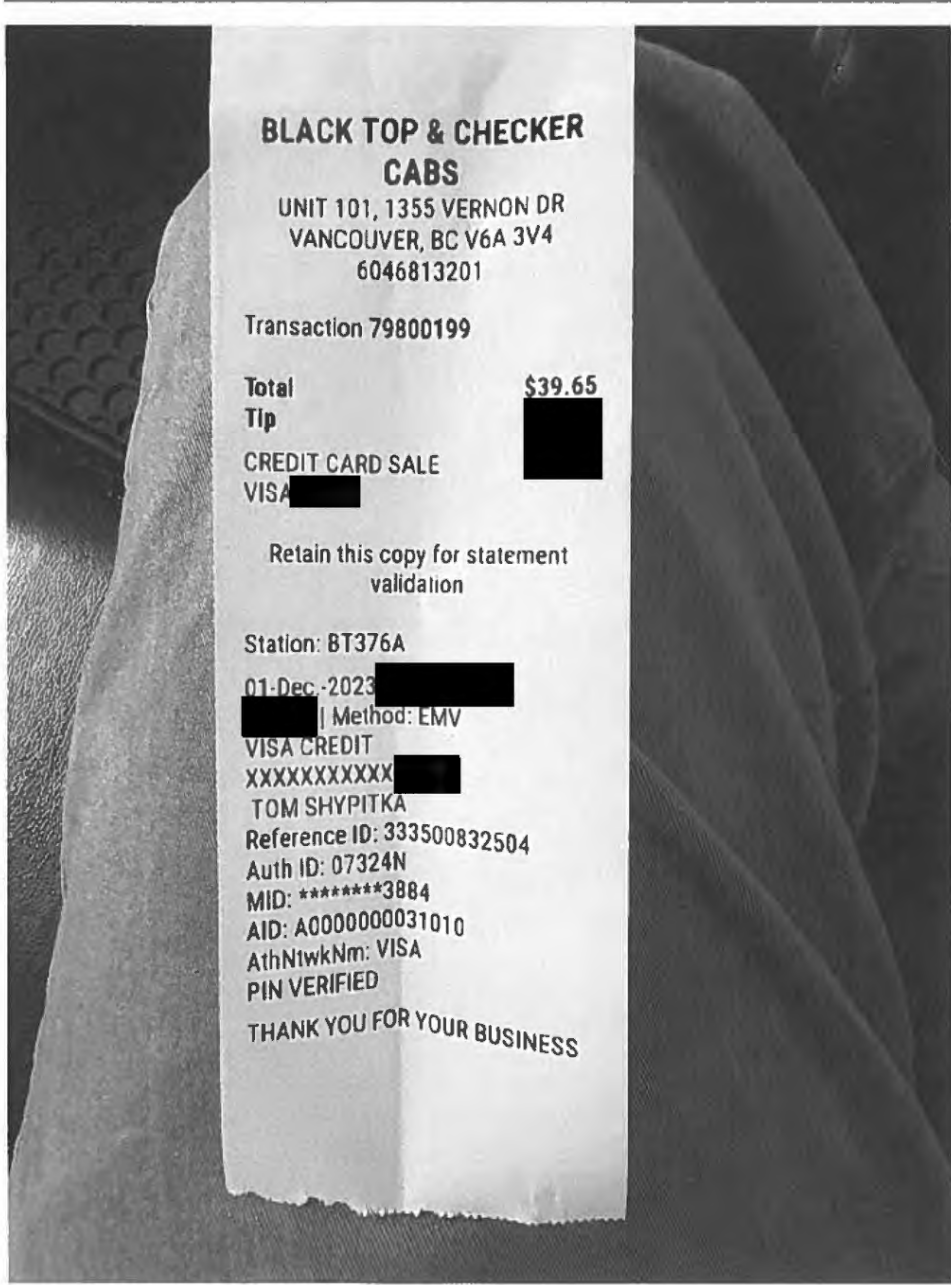 BLACK TOP & CHECKER
CABS
UNIT 101, 1355 VERNON DR
VANCOUVER, BC V6A 3V4
6046813201
Transaction 79800199
Total $39.65
Tip
CREDIT CARD SALE
VISA
Retain this copy for statement
validation
Station: BT376A
01-Dec.-2023
| Method: EMV
VISA CREDIT
XXXXXXXXXXX
TOM SHYPITKA
Reference ID: 333500832504
Auth ID: 07324N
MID: ********3884
AID: A0000000031010
AthNtwkNm: VISA
PIN VERIFIED
THANK YOU FOR YOUR BUSINESS